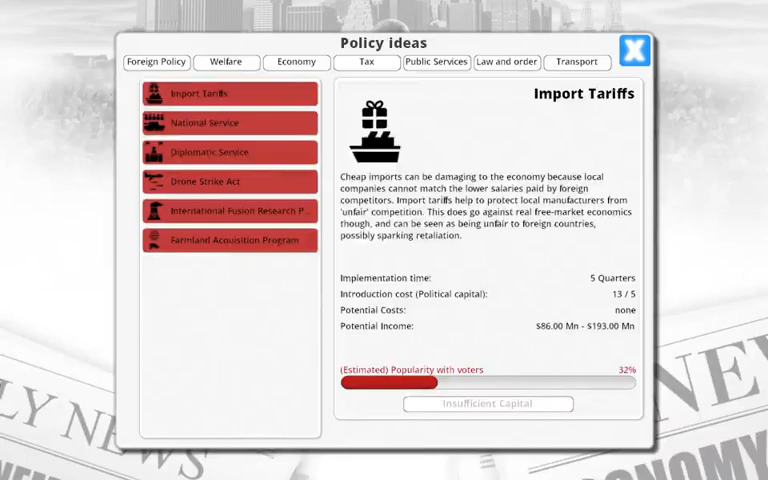 Policy ideas
X
Foreign Policy
Welfare
Economy
Tax
Public Services
Law and order
Transport
Import Tariffs
National Service
Diplomatic Service
Drone Strike Act
International Fusion Research P...
Farmland Acquisition Program
Import Tariffs
Cheap imports can be damaging to the economy because local
companies cannot match the lower salaries paid by foreign
competitors. Import tariffs help to protect local manufacturers from
'unfair' competition. This does go against real free-market economics
though, and can be seen as being unfair to foreign countries,
possibly sparking retaliation.
Implementation time: 5 Quarters
Introduction cost (Political capital): 13 / 5
Potential Costs: none
Potential Income: $86.00 Mn - $193.00 Mn
(Estimated) Popularity with voters 32%
Insufficient Capital
LY NEWS
NEW
ONOMY